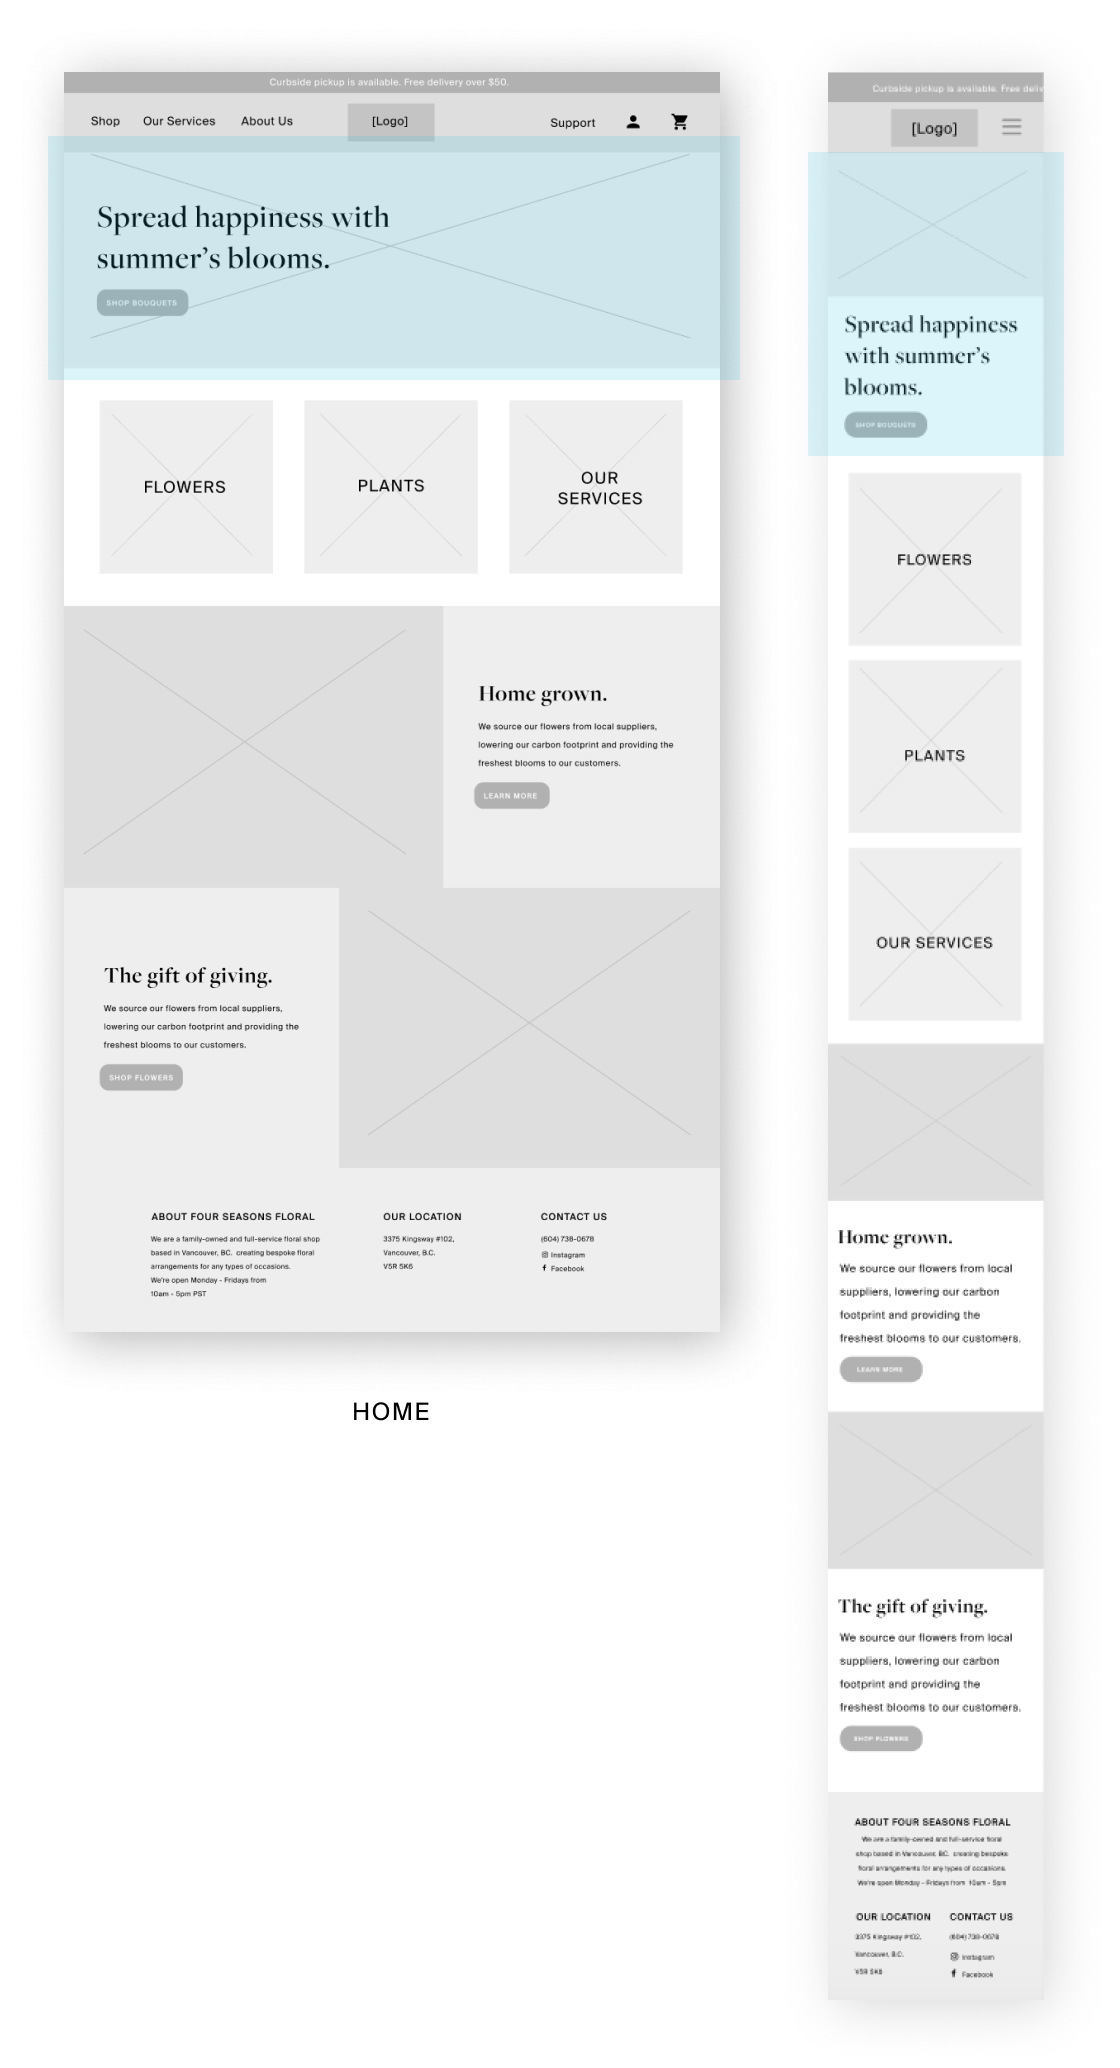 Curbside pickup is available. Free delivery over $50.
Shop Our Services About Us [Logo] Support
Spread happiness with
summer's blooms.
SHOP BOUQUETS
FLOWERS
PLANTS
OUR
SERVICES
Home grown.
We source our flowers from local suppliers,
lowering our carbon footprint and providing the
freshest blooms to our customers.
LEARN MORE
The gift of giving.
We source our flowers from local suppliers,
lowering our carbon footprint and providing the
freshest blooms to our customers.
SHOP FLOWERS
ABOUT FOUR SEASONS FLORAL
We are a family-owned and full-service floral shop
based in Vancouver, BC. creating bespoke floral
arrangements for any types of occasions.
We're open Monday - Fridays from
10am - 5pm PST
OUR LOCATION
3375 Kingsway #102,
Vancouver, B.C.
V5R 5K6
CONTACT US
(604) 738-0678
Instagram
Facebook
HOME
Curbside pickup is available. Free deliv
[Logo]
Spread happiness
with summer's
blooms.
SHOP BOUQUETS
FLOWERS
PLANTS
OUR SERVICES
Home grown.
We source our flowers from local
suppliers, lowering our carbon
footprint and providing the
freshest blooms to our customers.
LEARN MORE
The gift of giving.
We source our flowers from local
suppliers, lowering our carbon
footprint and providing the
freshest blooms to our customers.
SHOP FLOWERS
ABOUT FOUR SEASONS FLORAL
We are a family-owned and full-service floral
shop based in Vancouver, BC. creating bespoke
floral arrangements for any types of occasions.
We're open Monday - Fridays from 10am - 5pm
OUR LOCATION
3375 Kingsway #102,
Vancouver, B.C.
V5R 5K6
CONTACT US
(604) 738-0678
Instagram
Facebook